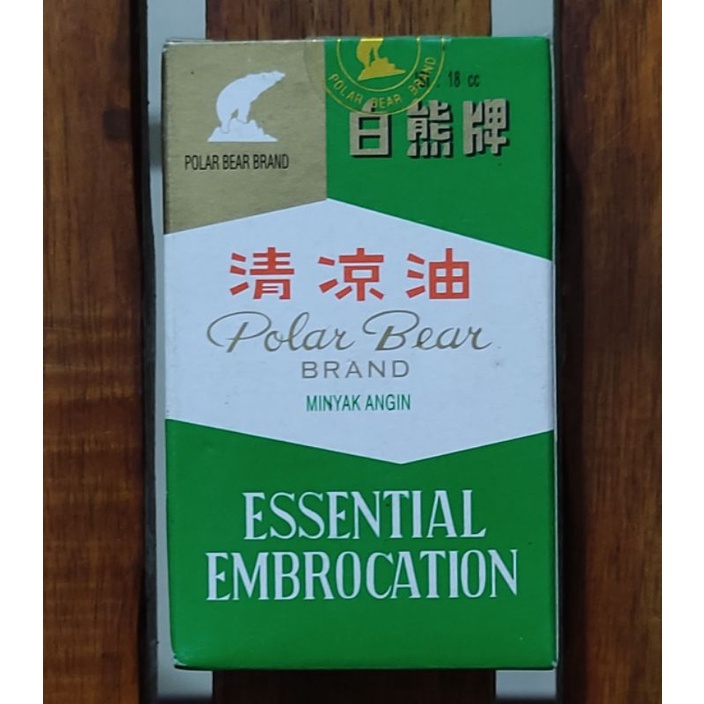 POLAR BEAR BRAND
18 cc
白熊牌
POLAR BEAR BRAND
清凉油
Polar Bear
BRAND
MINYAK ANGIN
ESSENTIAL
EMBROCATION